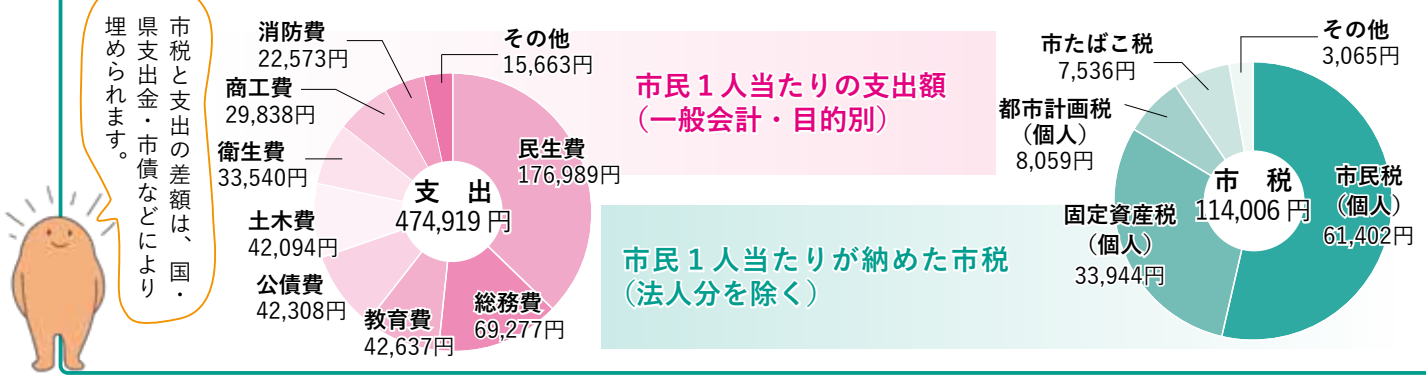 市税と支出の差額は、国・
県支出金・市債などにより
埋められます。
市民１人当たりの支出額
（一般会計・目的別）
支　出
474,919 円
民生費
176,989円
総務費
69,277円
教育費
42,637円
公債費
42,308円
土木費
42,094円
衛生費
33,540円
商工費
29,838円
消防費
22,573円
その他
15,663円
市民１人当たりが納めた市税
（法人分を除く）
市　税
114,006 円
市民税
（個人）
61,402円
固定資産税
（個人）
33,944円
都市計画税
（個人）
8,059円
市たばこ税
7,536円
その他
3,065円